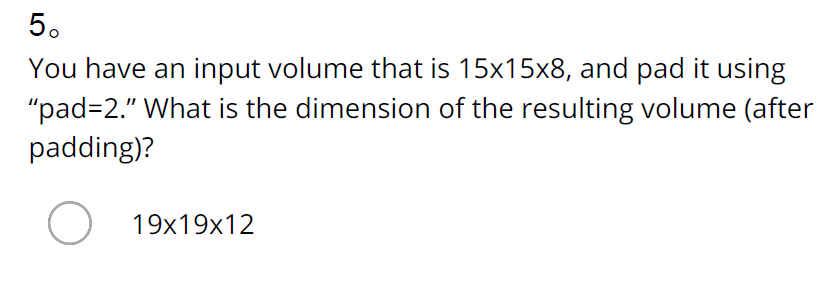 5。
You have an input volume that is 15x15x8, and pad it using
“pad=2.” What is the dimension of the resulting volume (after
padding)?
19x19x12